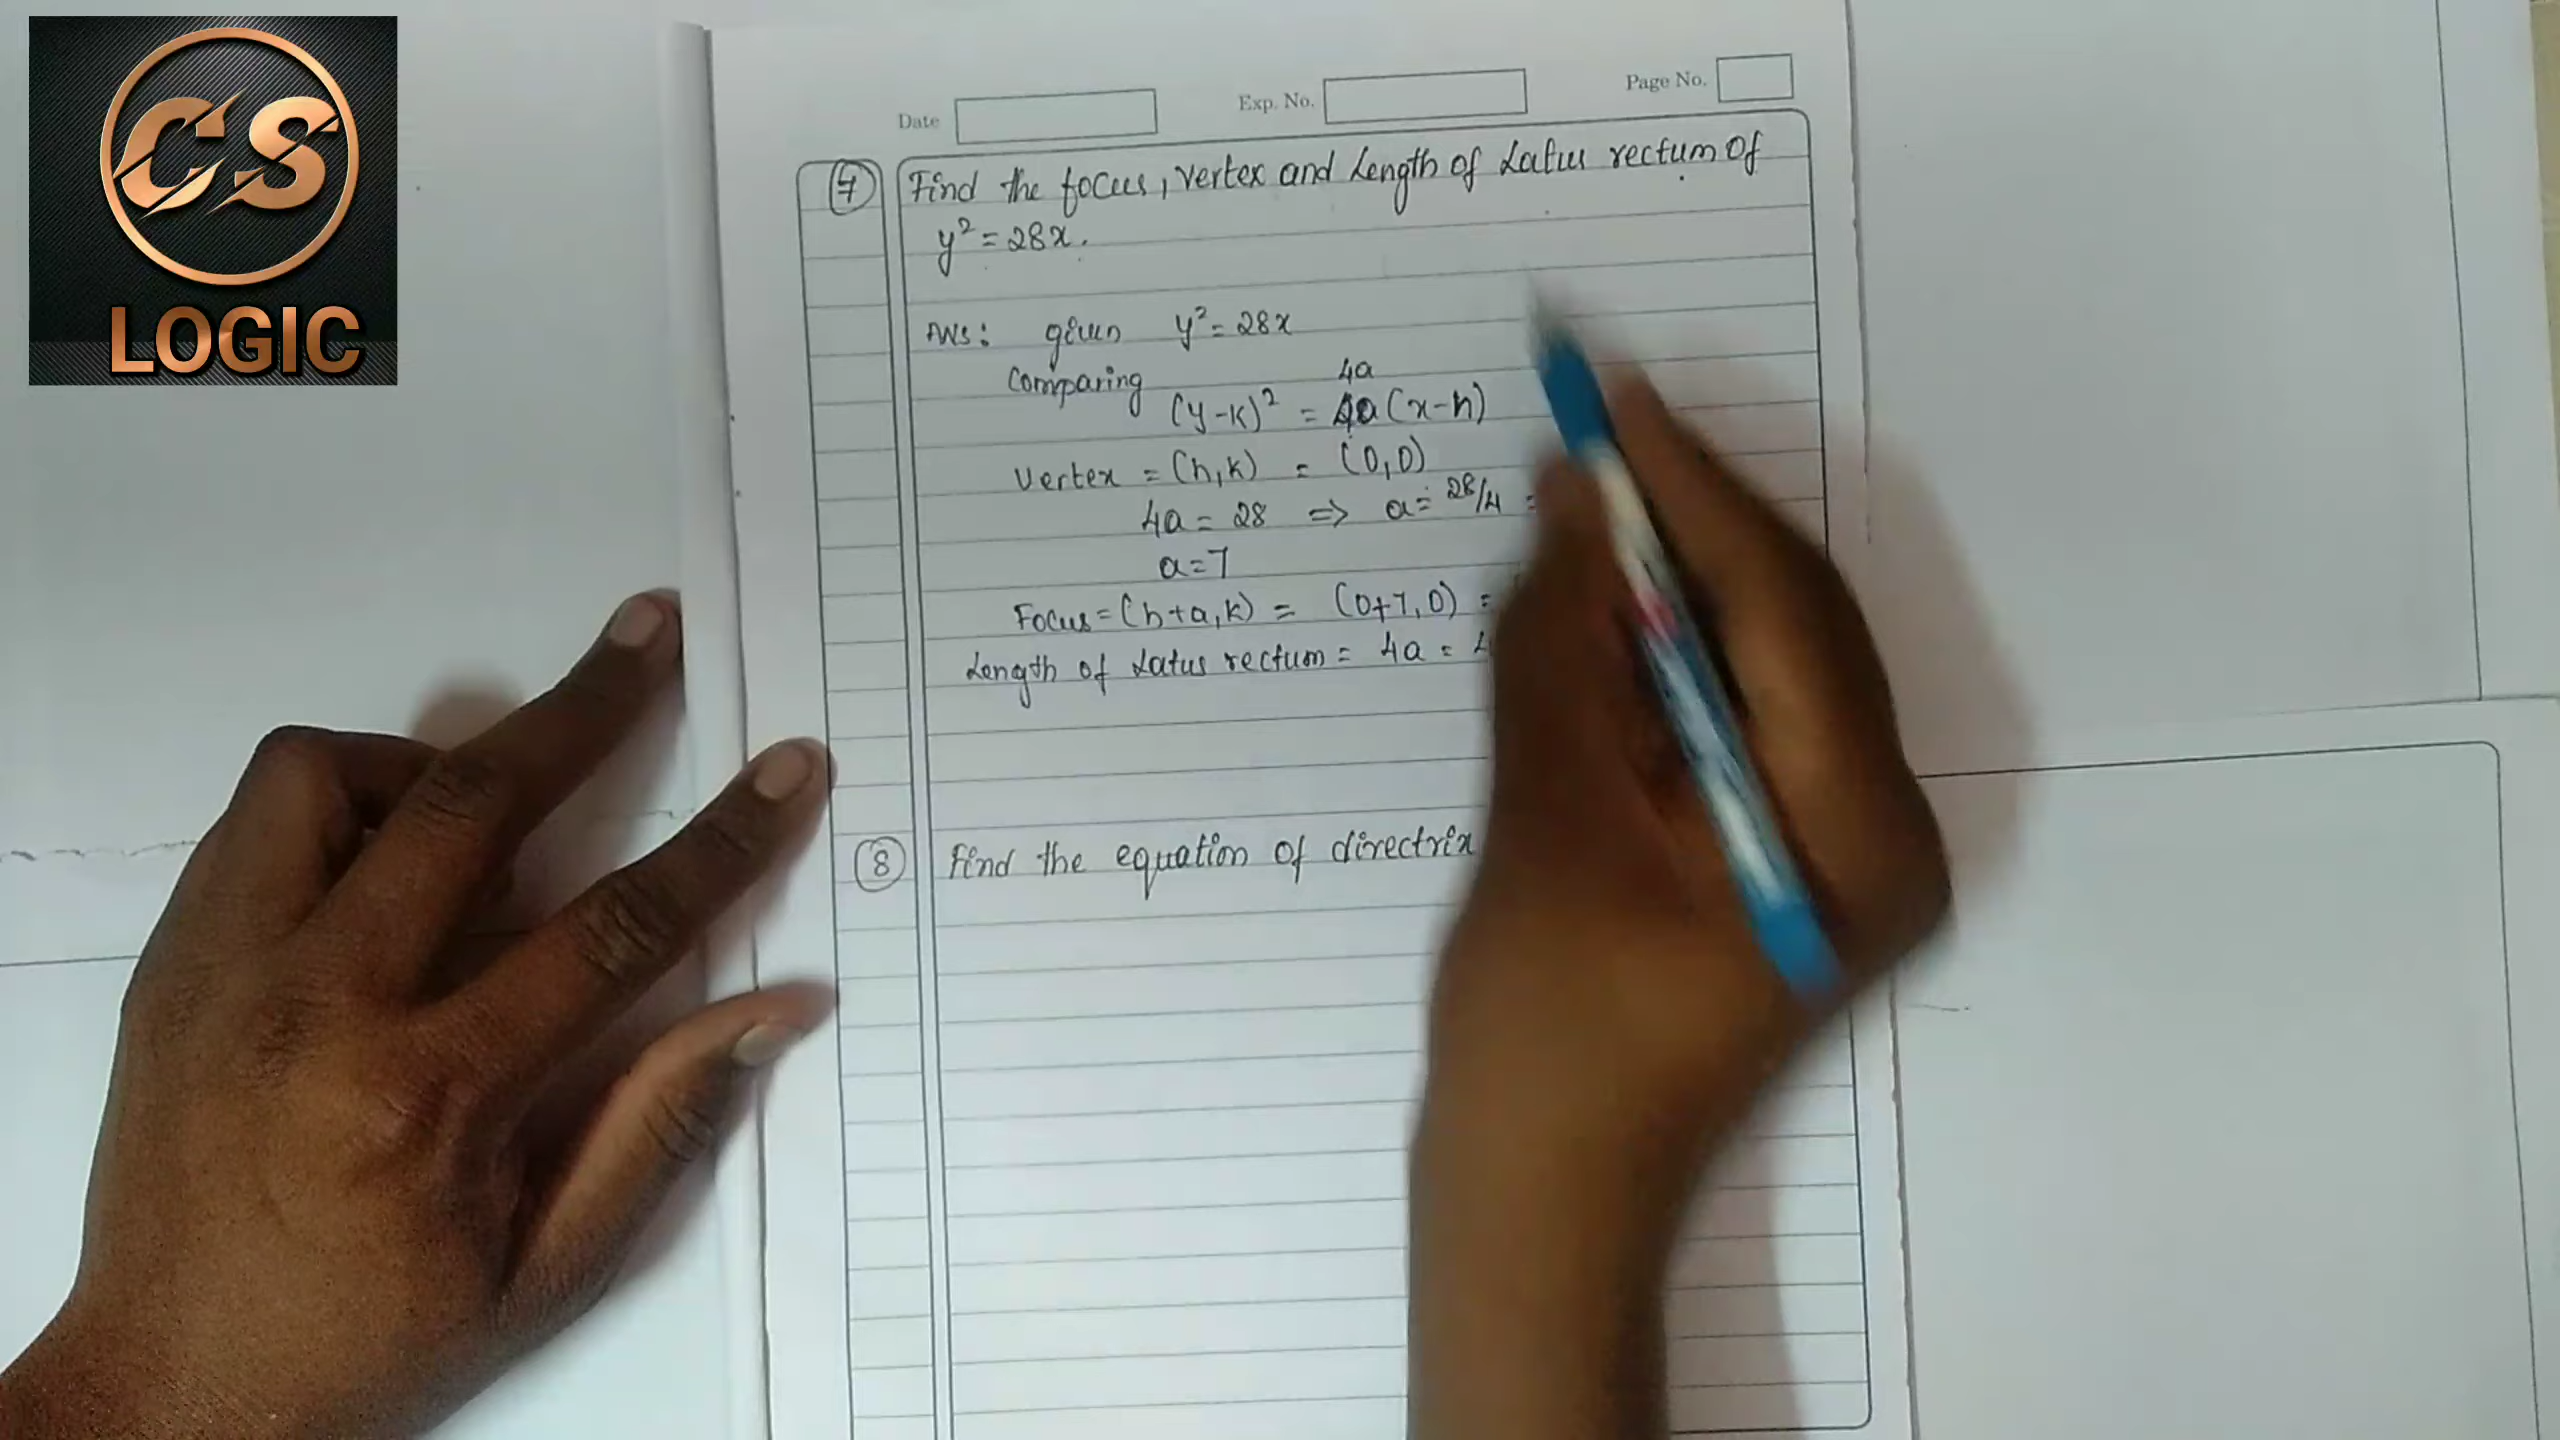 CS
LOGIC
Date Exp. No. Page No.
7 Find the focus, vertex and Length of Latus rectum of
y² = 28x.
Ans: given y² = 28x
Comparing 4a
(y-k)² = 4a(x-h)
Vertex = (h,k) = (0,0)
4a = 28 => a = 28/4 =
a = 7
Focus = (h+a,k) = (0+7,0) =
Length of Latus rectum = 4a = 4
8 Find the equation of directrix